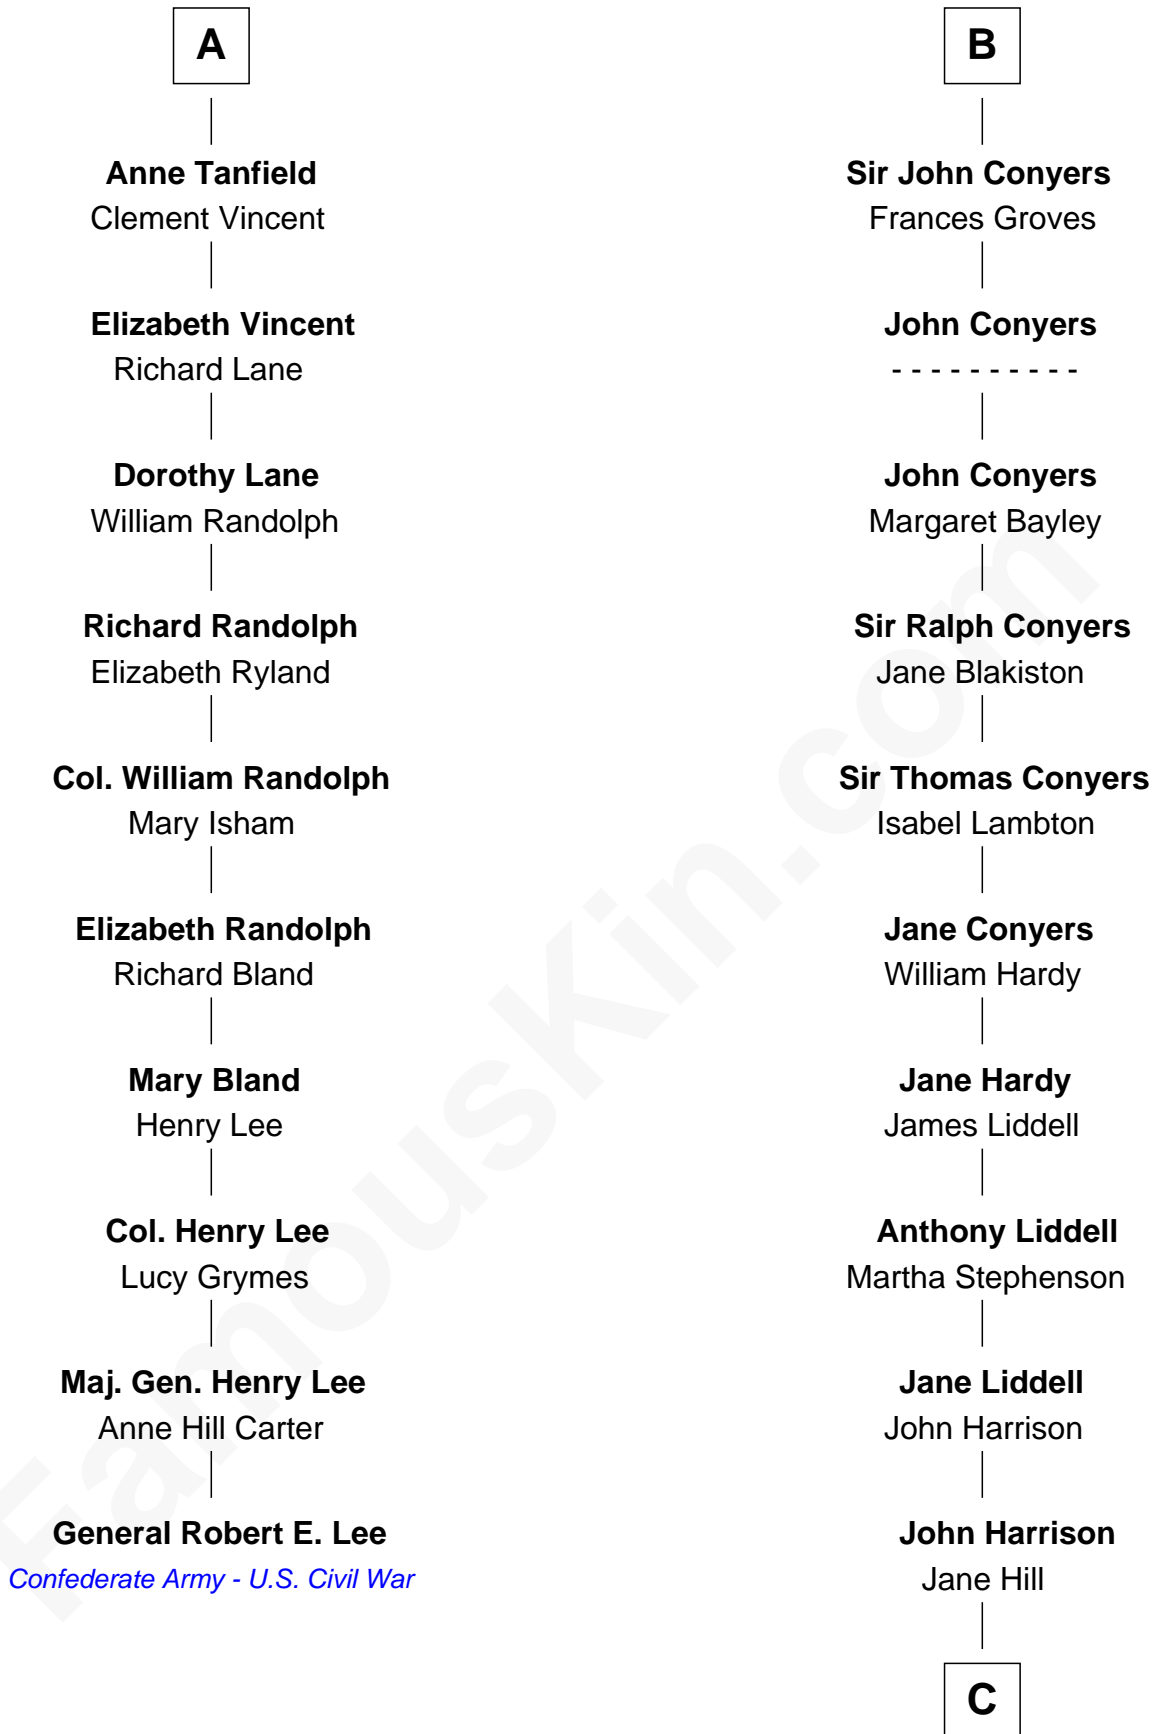 A
Anne Tanfield
Clement Vincent
Elizabeth Vincent
Richard Lane
Dorothy Lane
William Randolph
Richard Randolph
Elizabeth Ryland
Col. William Randolph
Mary Isham
Elizabeth Randolph
Richard Bland
Mary Bland
Henry Lee
Col. Henry Lee
Lucy Grymes
Maj. Gen. Henry Lee
Anne Hill Carter
General Robert E. Lee
Confederate Army - U.S. Civil War
B
Sir John Conyers
Frances Groves
John Conyers
- - - - - - - - - -
John Conyers
Margaret Bayley
Sir Ralph Conyers
Jane Blakiston
Sir Thomas Conyers
Isabel Lambton
Jane Conyers
William Hardy
Jane Hardy
James Liddell
Anthony Liddell
Martha Stephenson
Jane Liddell
John Harrison
John Harrison
Jane Hill
C
FamousKin.com